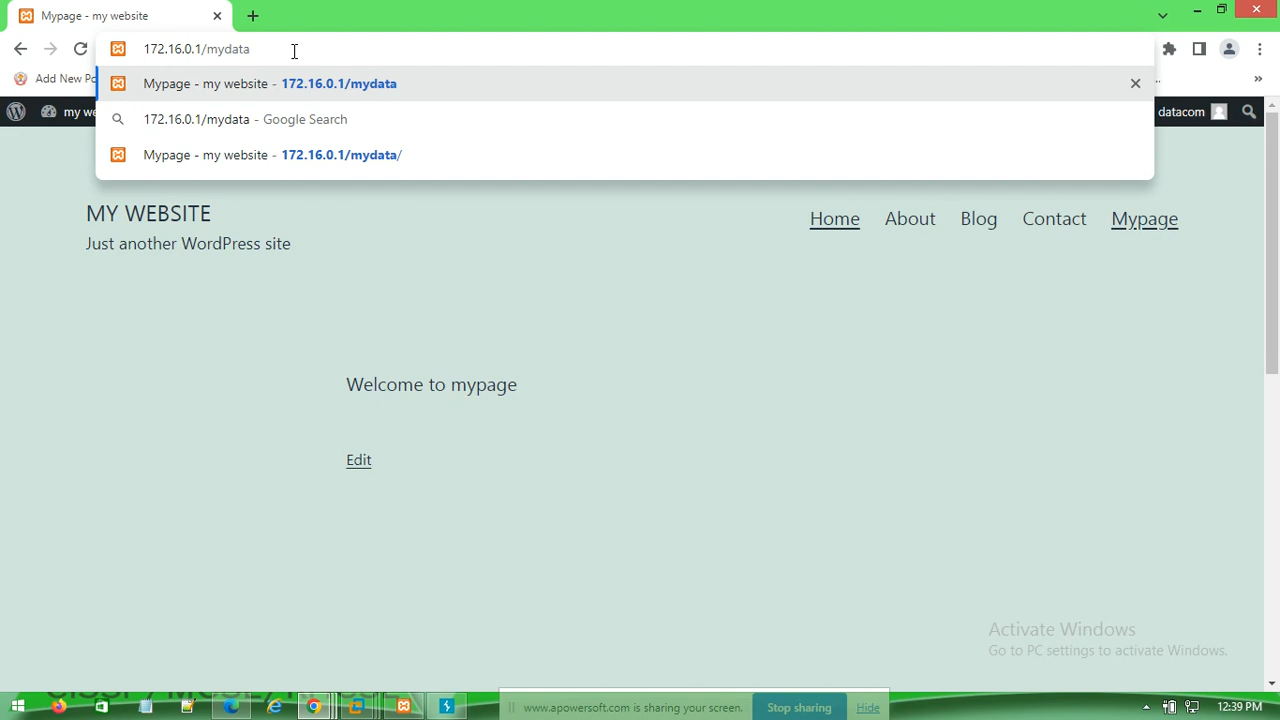 Mypage - my website
172.16.0.1/mydata
Mypage - my website - 172.16.0.1/mydata
172.16.0.1/mydata - Google Search
Mypage - my website - 172.16.0.1/mydata/
Add New Po
my we
datacom
MY WEBSITE
Just another WordPress site
Home About Blog Contact Mypage
Welcome to mypage
Edit
Activate Windows
Go to PC settings to activate Windows.
www.apowersoft.com is sharing your screen. Stop sharing Hide
12:39 PM